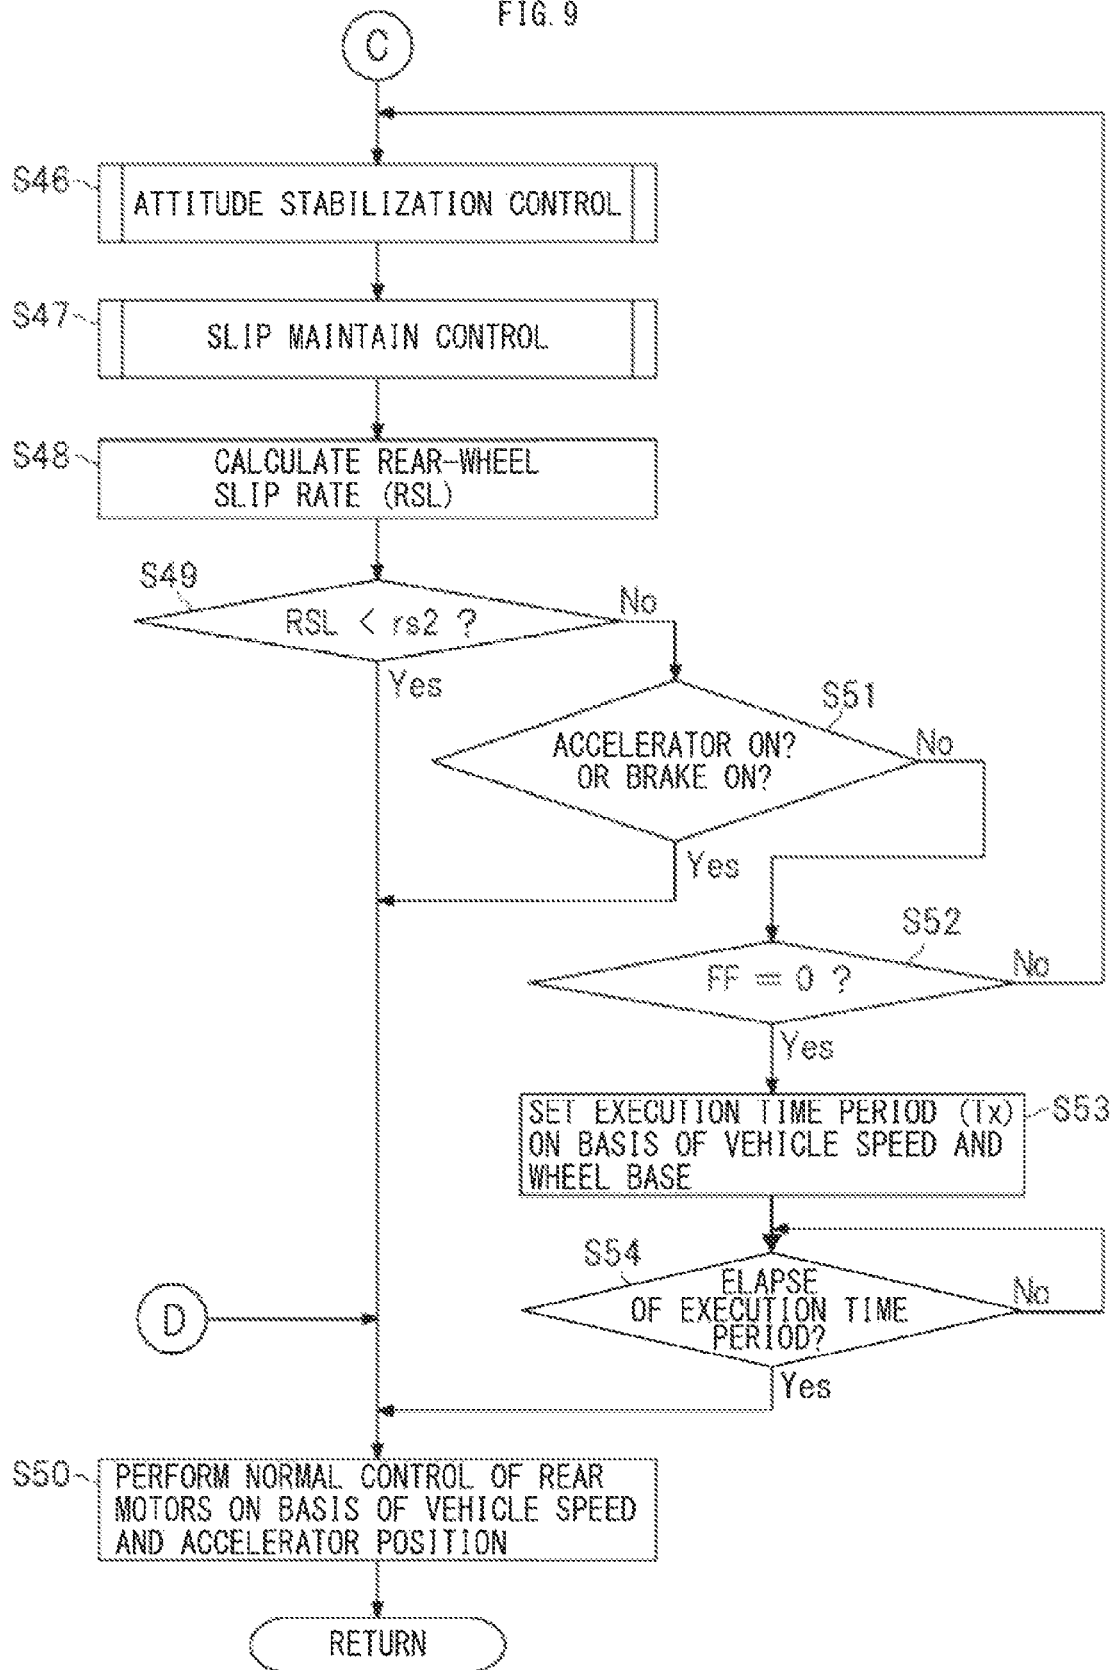 FIG. 9
C
S46
ATTITUDE STABILIZATION CONTROL
S47
SLIP MAINTAIN CONTROL
S48
CALCULATE REAR-WHEEL
SLIP RATE (RSL)
S49
RSL < rs2 ?
No
Yes
S51
ACCELERATOR ON?
OR BRAKE ON?
No
Yes
S52
FF = 0 ?
No
Yes
SET EXECUTION TIME PERIOD (Tx)
ON BASIS OF VEHICLE SPEED AND
WHEEL BASE
S53
S54
ELAPSE
OF EXECUTION TIME
PERIOD?
No
Yes
D
S50
PERFORM NORMAL CONTROL OF REAR
MOTORS ON BASIS OF VEHICLE SPEED
AND ACCELERATOR POSITION
RETURN